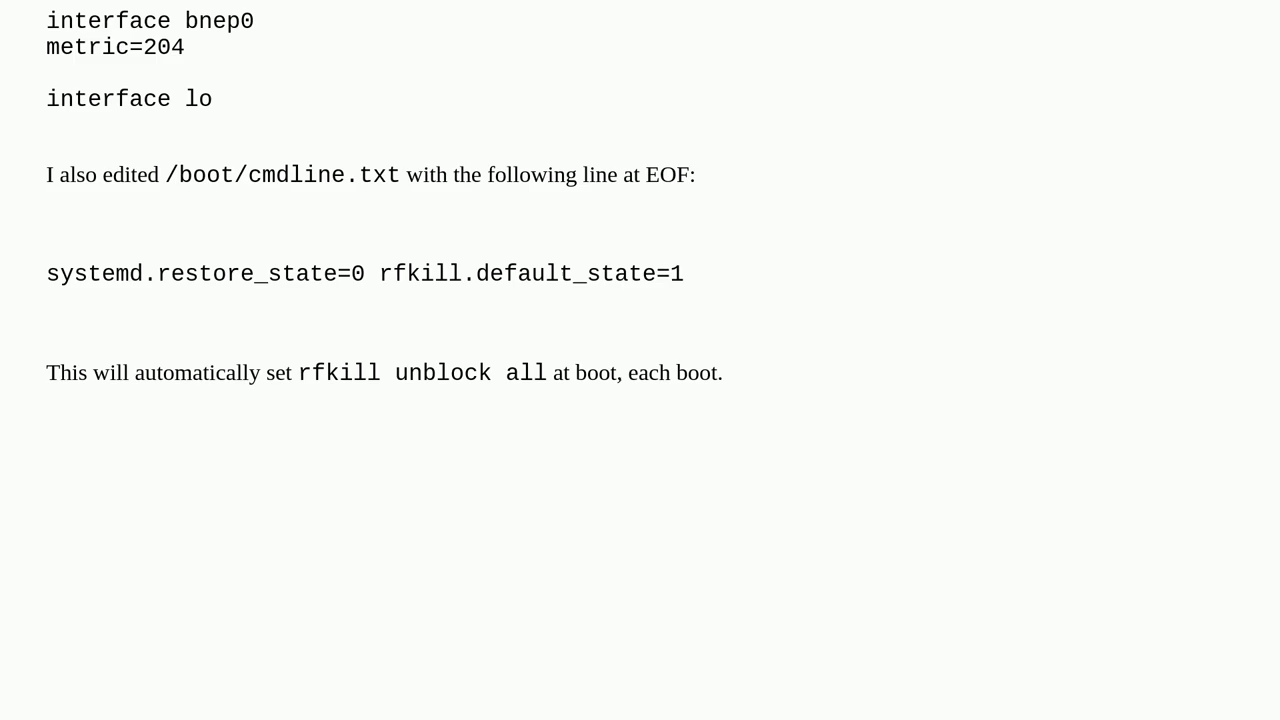 interface bnep0
metric=204
interface lo
I also edited /boot/cmdline.txt with the following line at EOF:
systemd.restore_state=0 rfkill.default_state=1
This will automatically set rfkill unblock all at boot, each boot.